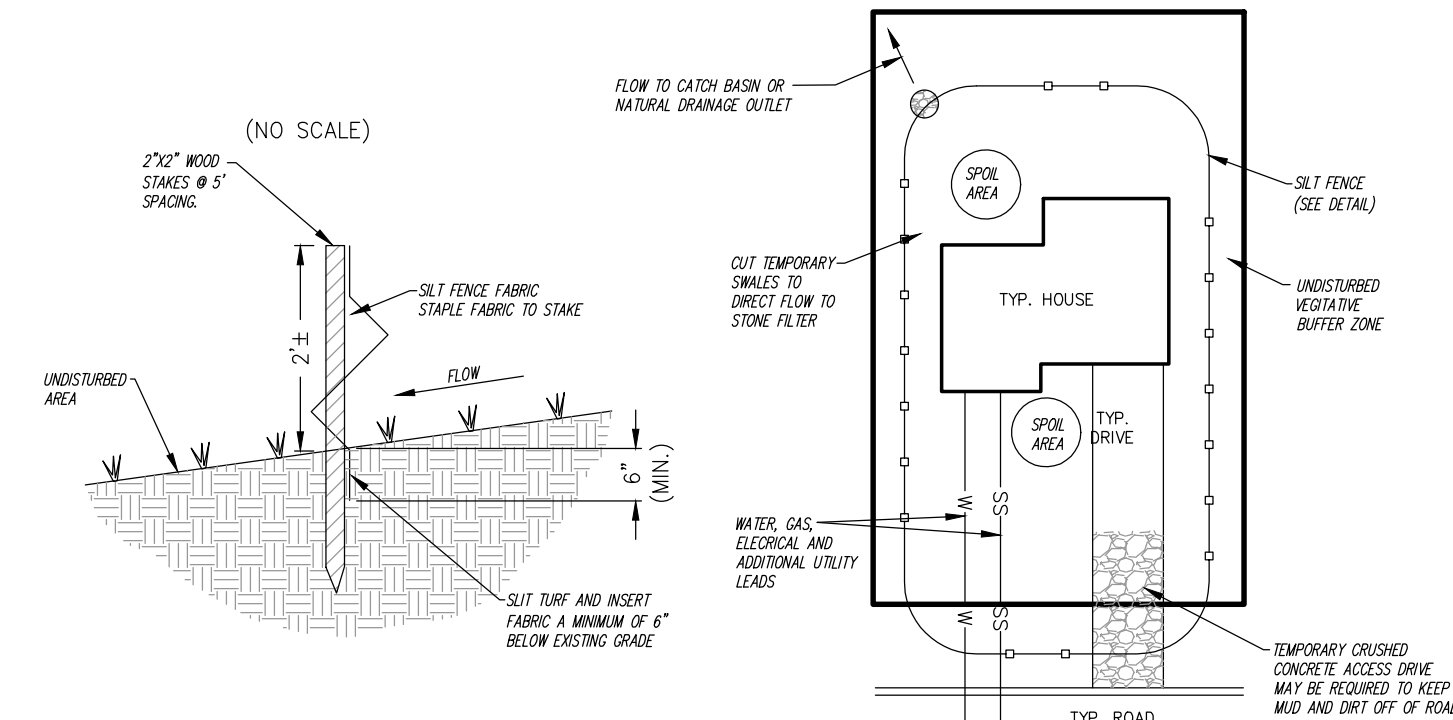 (NO SCALE)
2"X2" WOOD
STAKES @ 5'
SPACING.
2'±
SILT FENCE FABRIC
STAPLE FABRIC TO STAKE
FLOW
UNDISTURBED
AREA
6"
(MIN.)
SLIT TURF AND INSERT
FABRIC A MINIMUM OF 6"
BELOW EXISTING GRADE
FLOW TO CATCH BASIN OR
NATURAL DRAINAGE OUTLET
SPOIL
AREA
SILT FENCE
(SEE DETAIL)
CUT TEMPORARY
SWALES TO
DIRECT FLOW TO
STONE FILTER
TYP. HOUSE
UNDISTURBED
VEGITATIVE
BUFFER ZONE
SPOIL
AREA
TYP.
DRIVE
W
SS
WATER, GAS,
ELECRICAL AND
ADDITIONAL UTILITY
LEADS
W
SS
TEMPORARY CRUSHED
CONCRETE ACCESS DRIVE
MAY BE REQUIRED TO KEEP
MUD AND DIRT OFF OF ROAD
TYP. ROAD